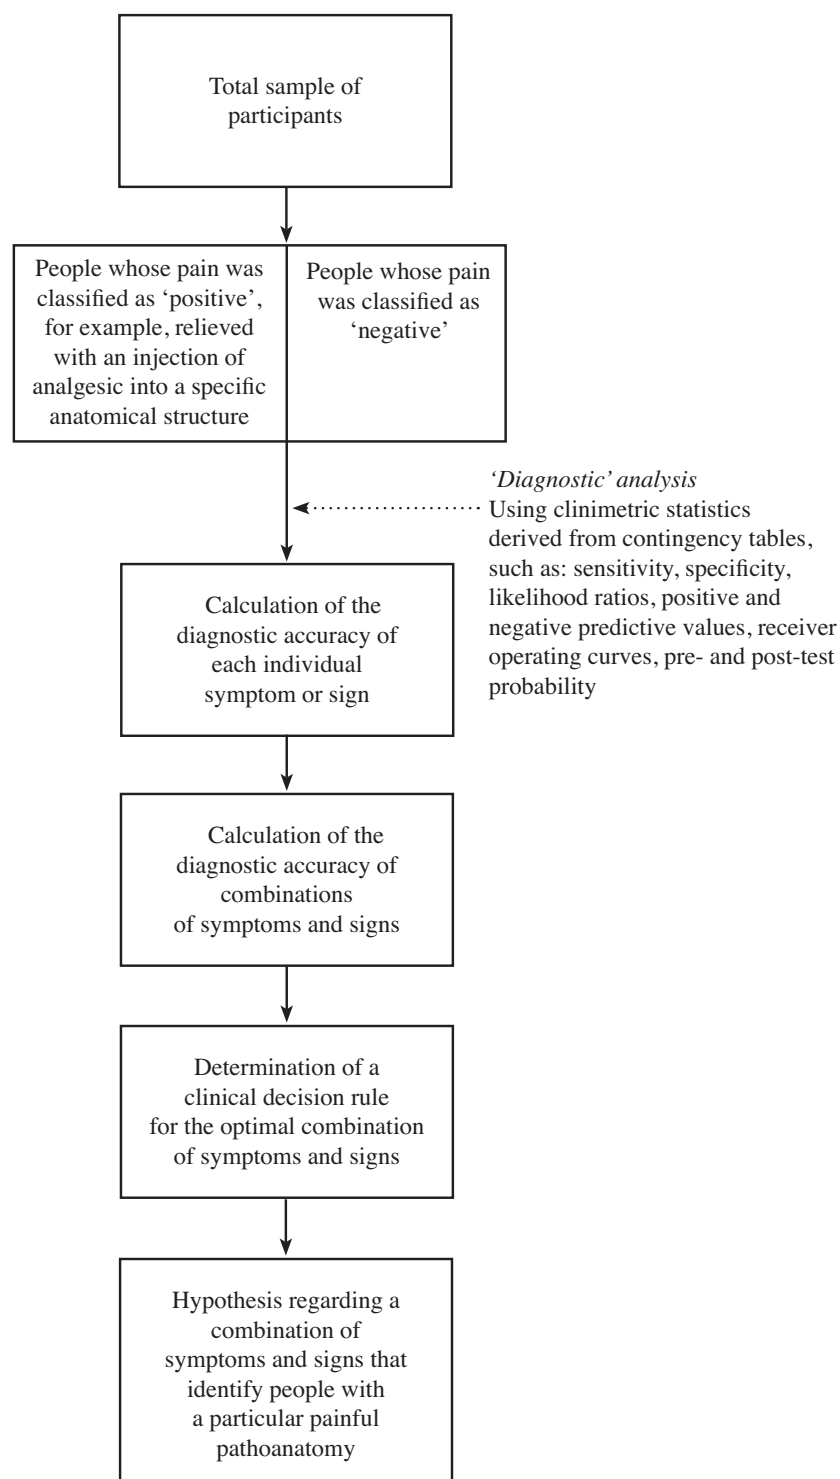 Total sample of
participants
People whose pain was
classified as ‘positive’,
for example, relieved
with an injection of
analgesic into a specific
anatomical structure
People whose pain
was classified as
‘negative’
‘Diagnostic’ analysis
Using clinimetric statistics
derived from contingency tables,
such as: sensitivity, specificity,
likelihood ratios, positive and
negative predictive values, receiver
operating curves, pre- and post-test
probability
Calculation of the
diagnostic accuracy of
each individual
symptom or sign
Calculation of the
diagnostic accuracy of
combinations
of symptoms and signs
Determination of a
clinical decision rule
for the optimal combination
of symptoms and signs
Hypothesis regarding a
combination of
symptoms and signs that
identify people with
a particular painful
pathoanatomy